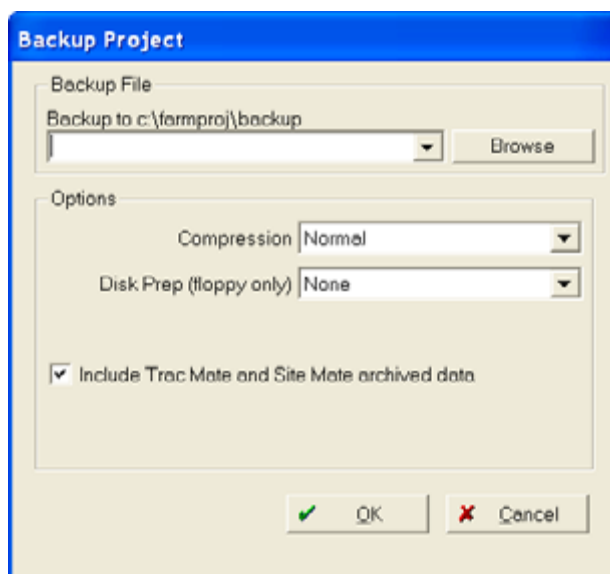 Backup Project
Backup File
Backup to c:\farmproj\backup
Browse
Options
Compression Normal
Disk Prep (floppy only) None
Include Trac Mate and Site Mate archived data
OK
Cancel